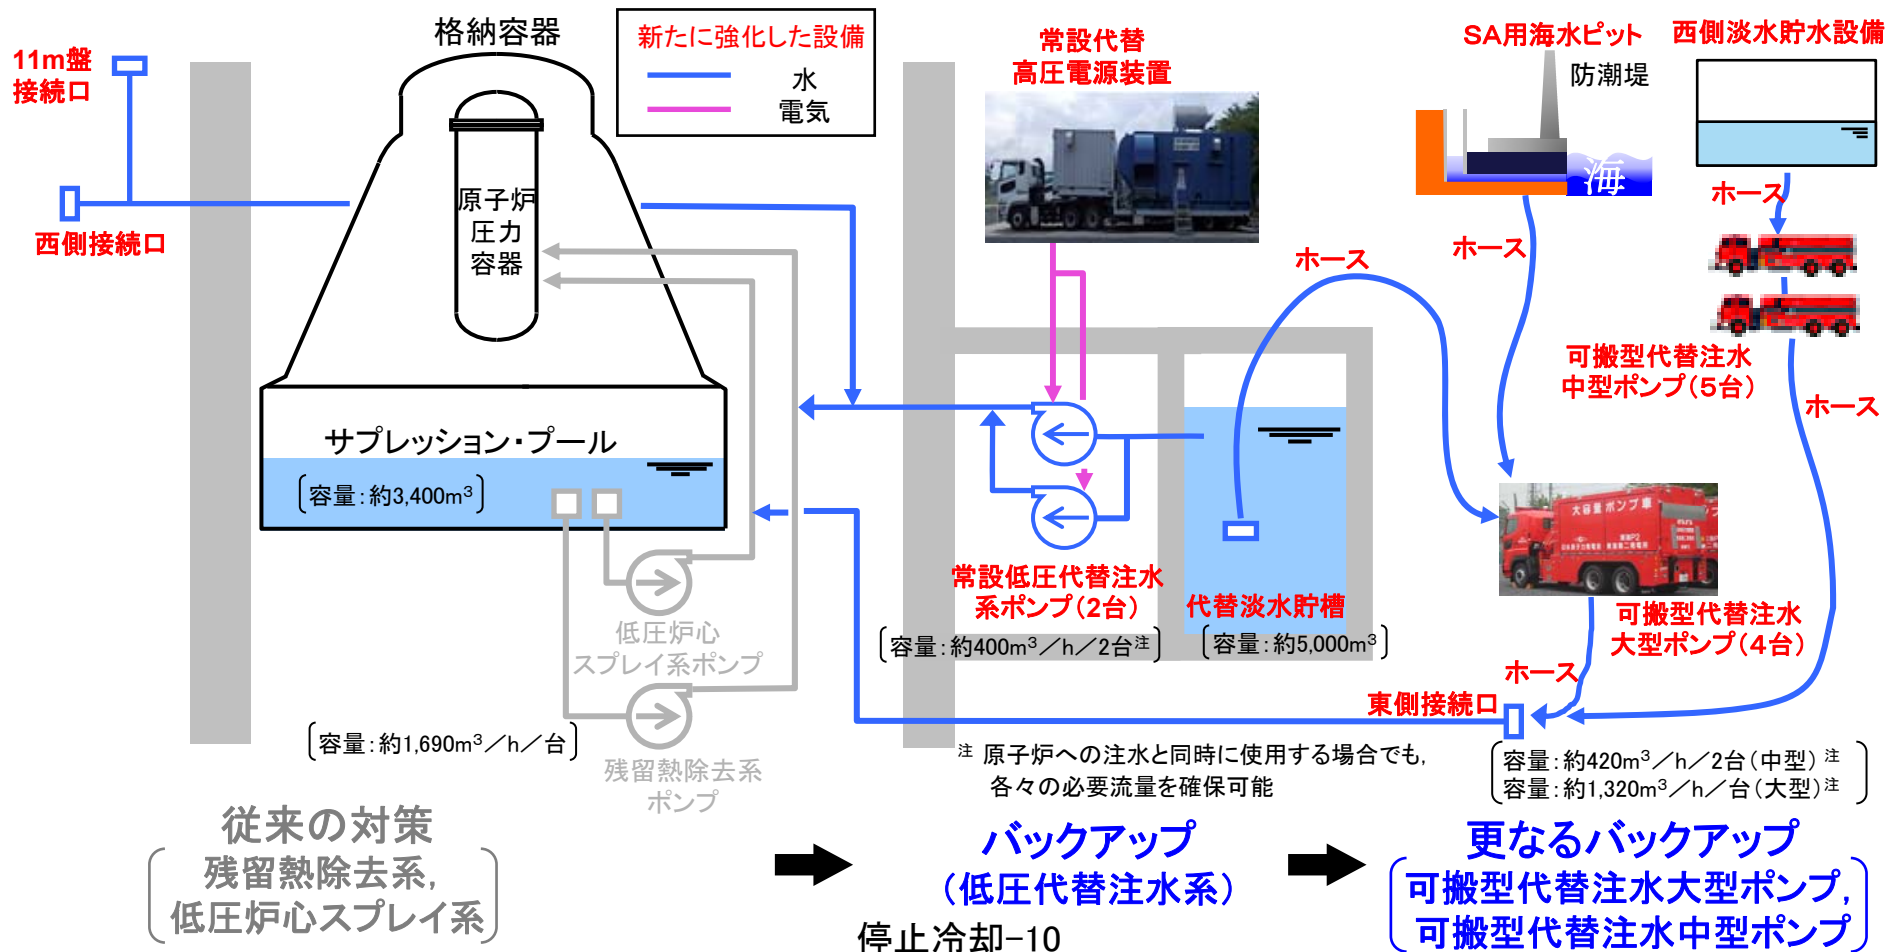 格納容器
新たに強化した設備
水
電気
11m盤
接続口
西側接続口
原子炉
圧力
容器
サプレッション・プール
容量：約3,400m³
低圧炉心
スプレイ系ポンプ
容量：約1,690m³／h／台
残留熱除去系
ポンプ
常設代替
高圧電源装置
常設低圧代替注水
系ポンプ（2台）
容量：約400m³／h／2台注
代替淡水貯槽
容量：約5,000m³
ホース
SA用海水ピット
防潮堤
海
ホース
西側淡水貯水設備
ホース
可搬型代替注水
中型ポンプ（5台）
ホース
大容量ポンプ車
可搬型代替注水
大型ポンプ（4台）
ホース
東側接続口
容量：約420m³／h／2台（中型）注
容量：約1,320m³／h／台（大型）注
注 原子炉への注水と同時に使用する場合でも，
各々の必要流量を確保可能
従来の対策
残留熱除去系，
低圧炉心スプレイ系
バックアップ
（低圧代替注水系）
更なるバックアップ
可搬型代替注水大型ポンプ，
可搬型代替注水中型ポンプ
停止冷却−10